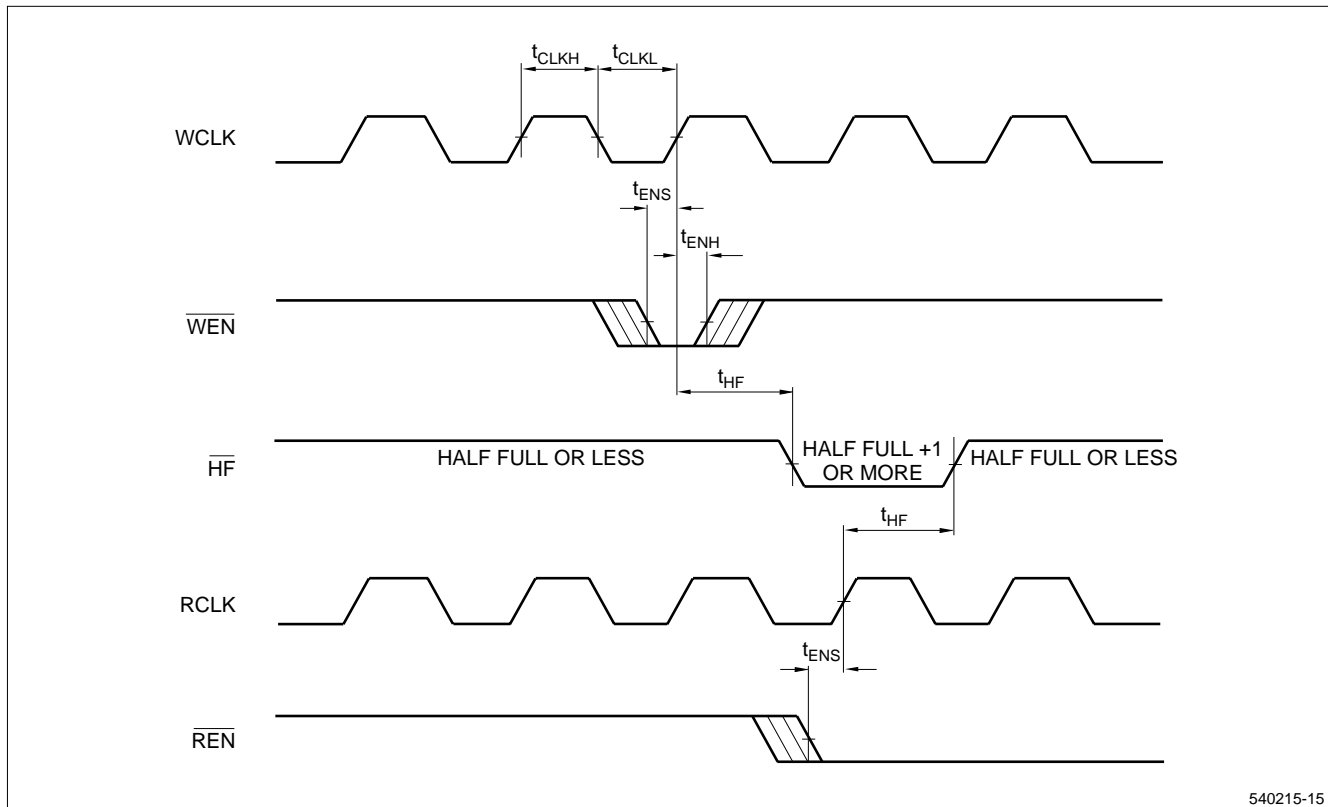 tCLKH
tCLKL
WCLK
tENS
tENH
WEN
tHF
HF
HALF FULL OR LESS
HALF FULL +1
OR MORE
HALF FULL OR LESS
tHF
RCLK
tENS
REN
540215-15